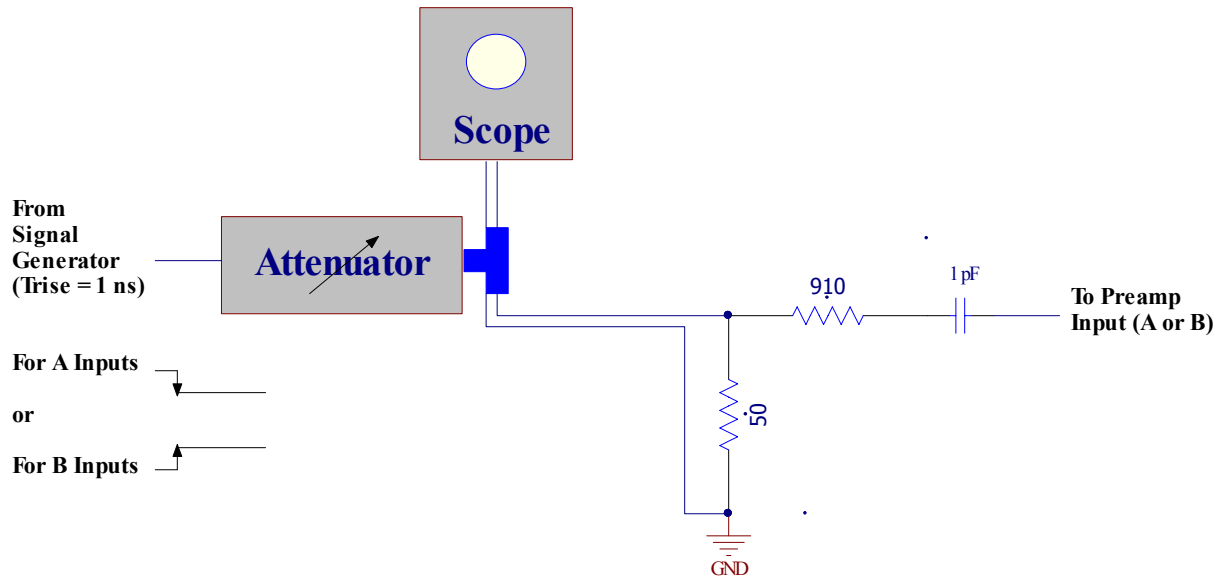 Scope
From
Signal
Generator
(Trise = 1 ns)
Attenuator
910
1 pF
To Preamp
Input (A or B)
For A Inputs
or
For B Inputs
50
GND